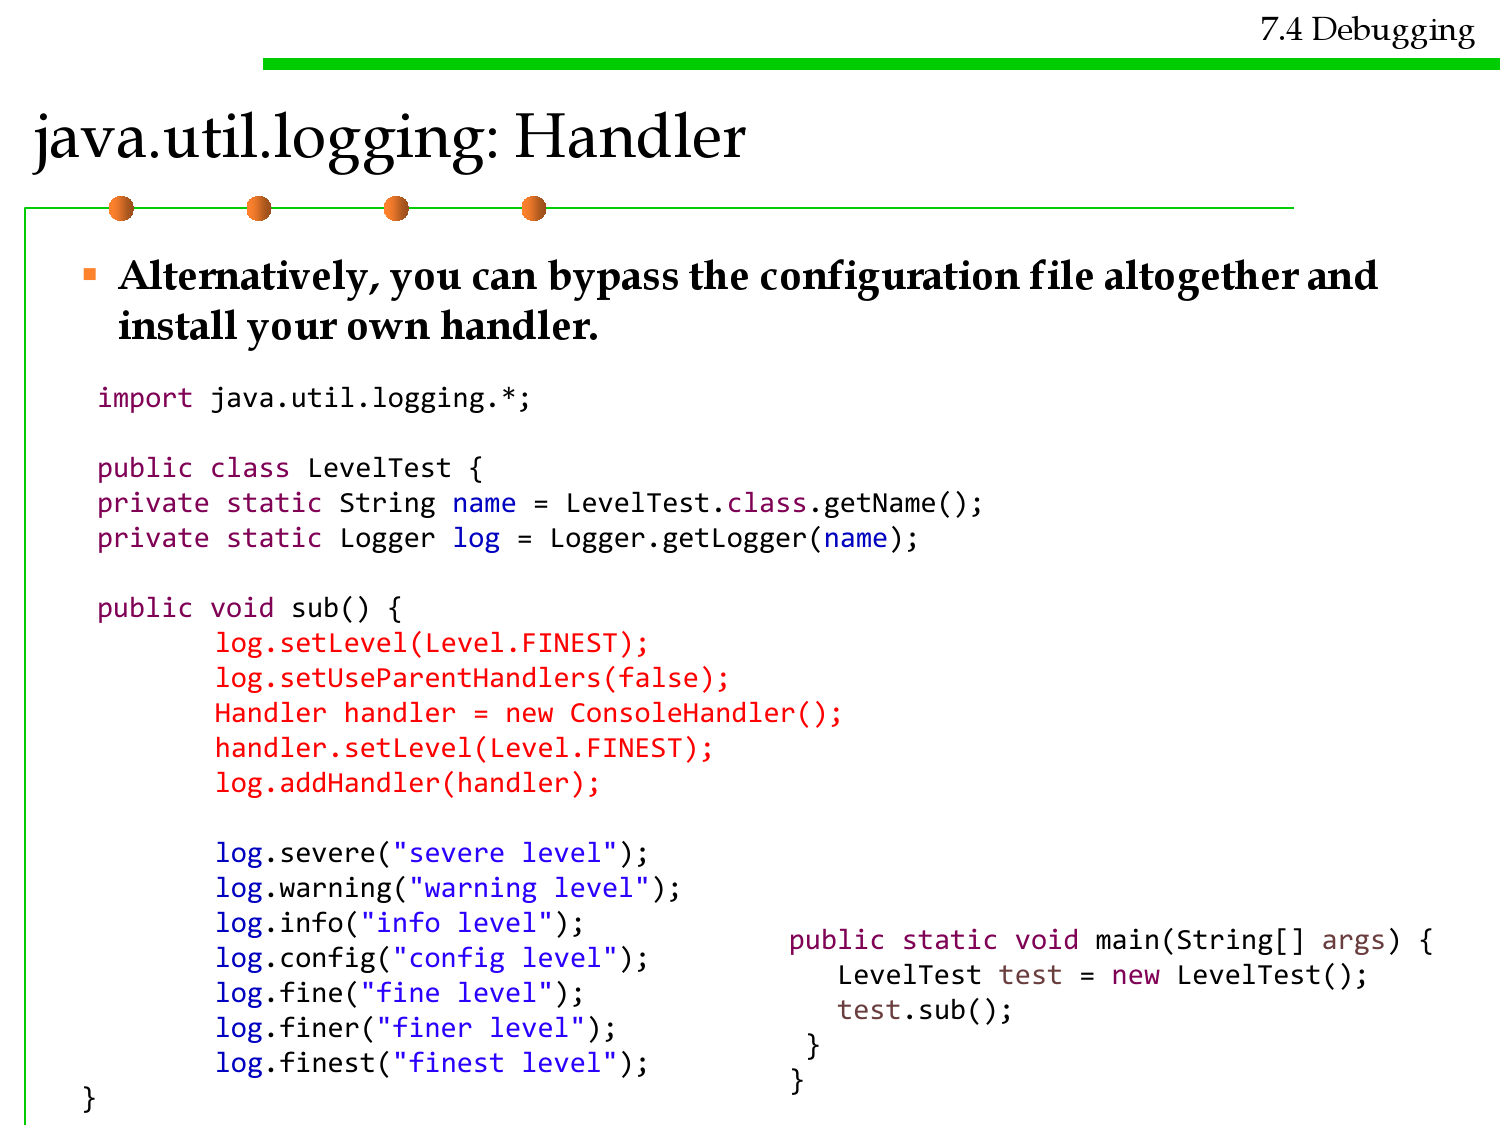 7.4 Debugging
java.util.logging: Handler
▪ Alternatively, you can bypass the configuration file altogether and
install your own handler.
import java.util.logging.*;
public class LevelTest {
private static String name = LevelTest.class.getName();
private static Logger log = Logger.getLogger(name);
public void sub() {
log.setLevel(Level.FINEST);
log.setUseParentHandlers(false);
Handler handler = new ConsoleHandler();
handler.setLevel(Level.FINEST);
log.addHandler(handler);
log.severe("severe level");
log.warning("warning level");
log.info("info level");
log.config("config level");
log.fine("fine level");
log.finer("finer level");
log.finest("finest level");
}
public static void main(String[] args) {
LevelTest test = new LevelTest();
test.sub();
}
}